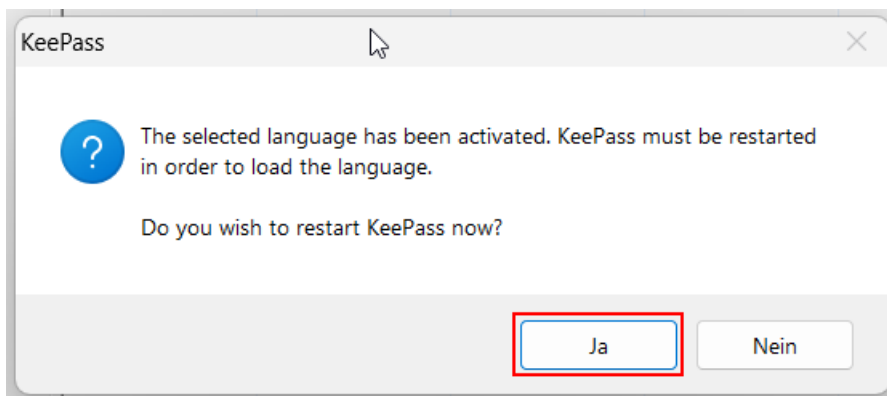 KeePass
The selected language has been activated. KeePass must be restarted
in order to load the language.
Do you wish to restart KeePass now?
Ja
Nein